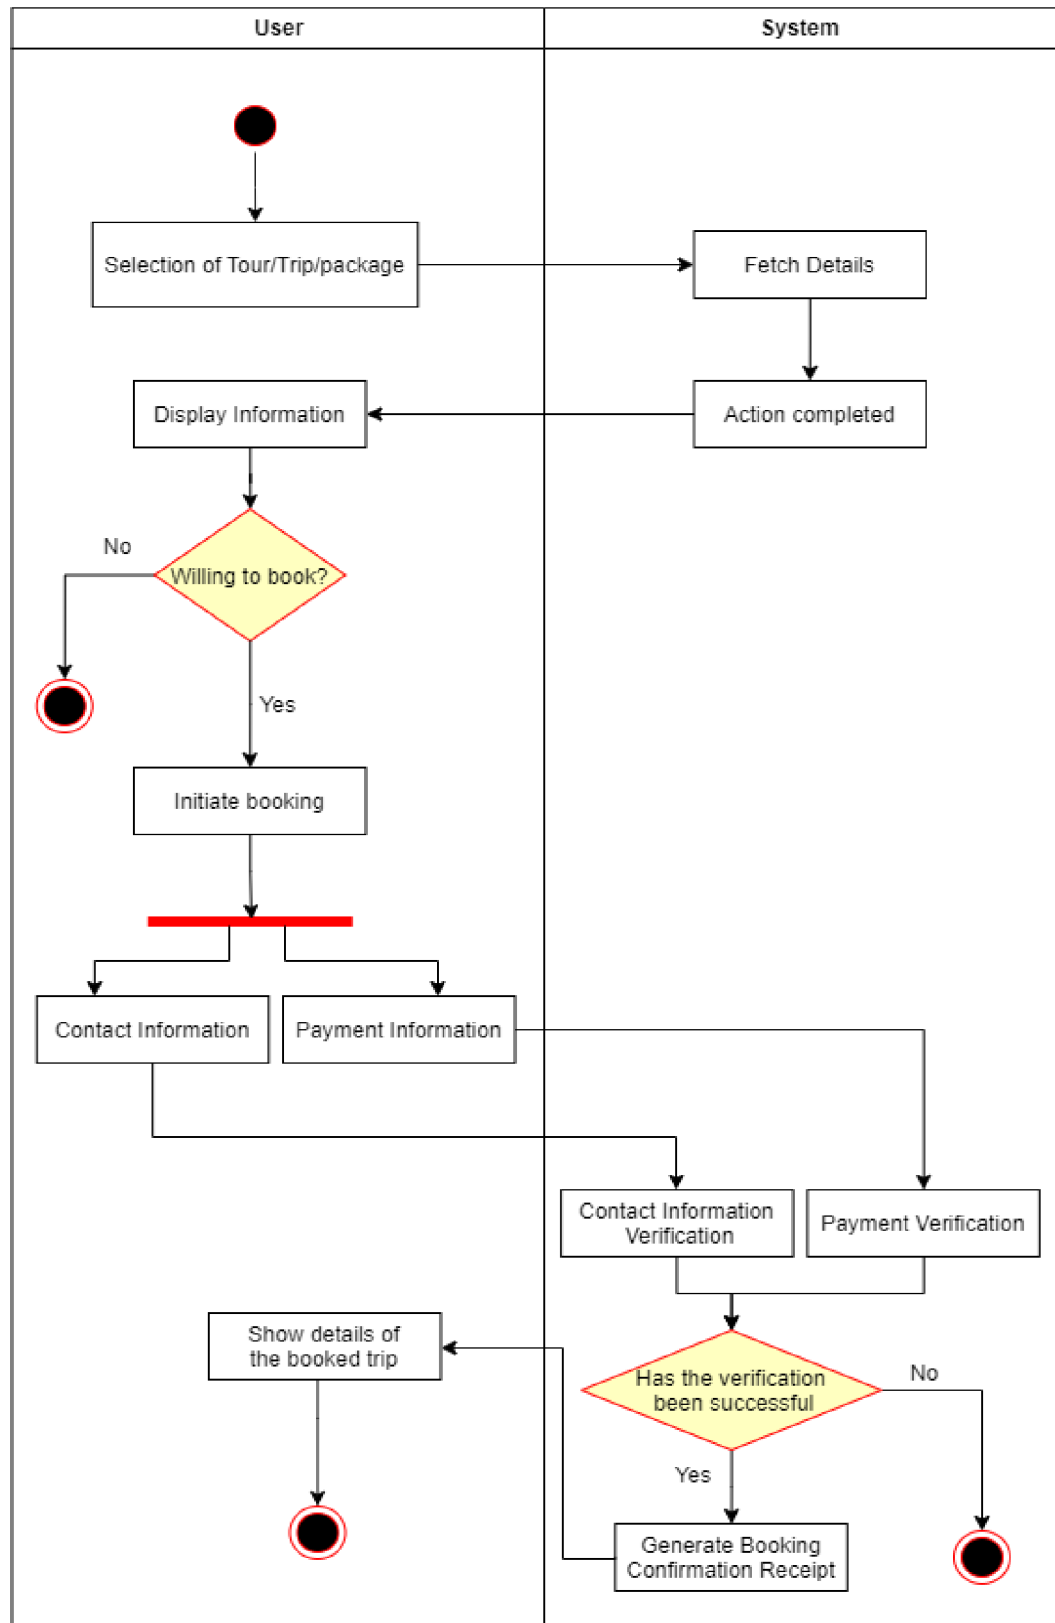 User
System
Selection of Tour/Trip/package
Fetch Details
Display Information
Action completed
No
Willing to book?
Yes
Initiate booking
Contact Information
Payment Information
Contact Information
Verification
Payment Verification
Show details of
the booked trip
Has the verification
been successful
No
Yes
Generate Booking
Confirmation Receipt